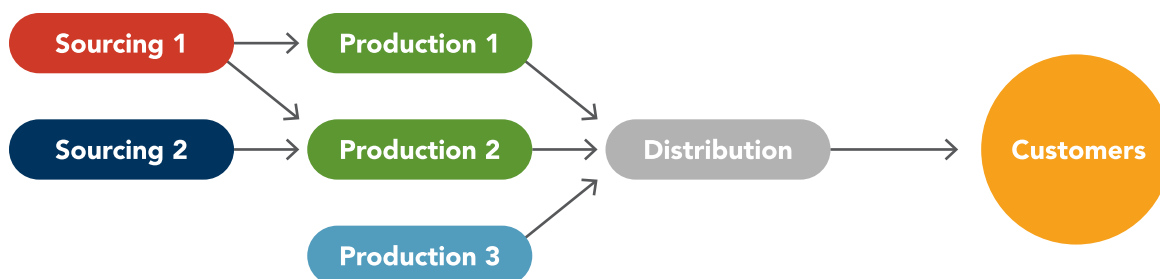 Sourcing 1
Production 1
Sourcing 2
Production 2
Distribution
Customers
Production 3